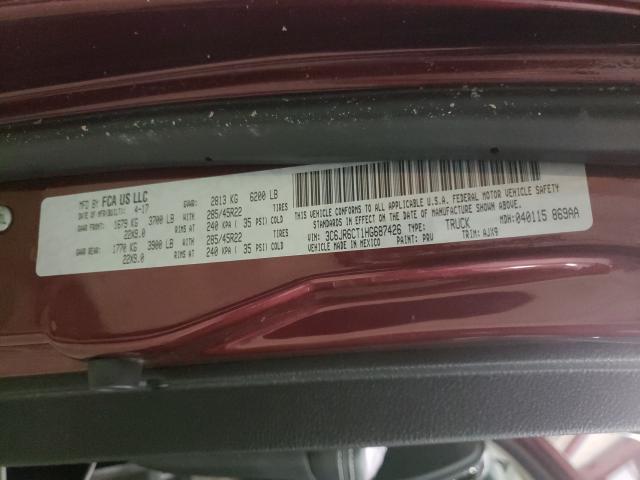 MFD BY FCA US LLC
DATE OF MFR/BUILT: 4-17 GVWR: 2813 KG 6200 LB
GAWR FRONT: 1679 KG 3700 LB WITH 285/45R22 TIRES
22X9.0 RIMS AT 240 KPA ( 35 PSI) COLD
GAWR REAR: 1770 KG 3900 LB WITH 285/45R22 TIRES
22X9.0 RIMS AT 240 KPA ( 35 PSI) COLD
THIS VEHICLE CONFORMS TO ALL APPLICABLE U.S.A. FEDERAL MOTOR VEHICLE SAFETY
STANDARDS IN EFFECT ON THE DATE OF MANUFACTURE SHOWN ABOVE.
VIN: 3C6JR6CT1HG687426 TYPE: TRUCK MDH: 040115 869AA
VEHICLE MADE IN MEXICO PAINT: PRV TRIM: AJX9